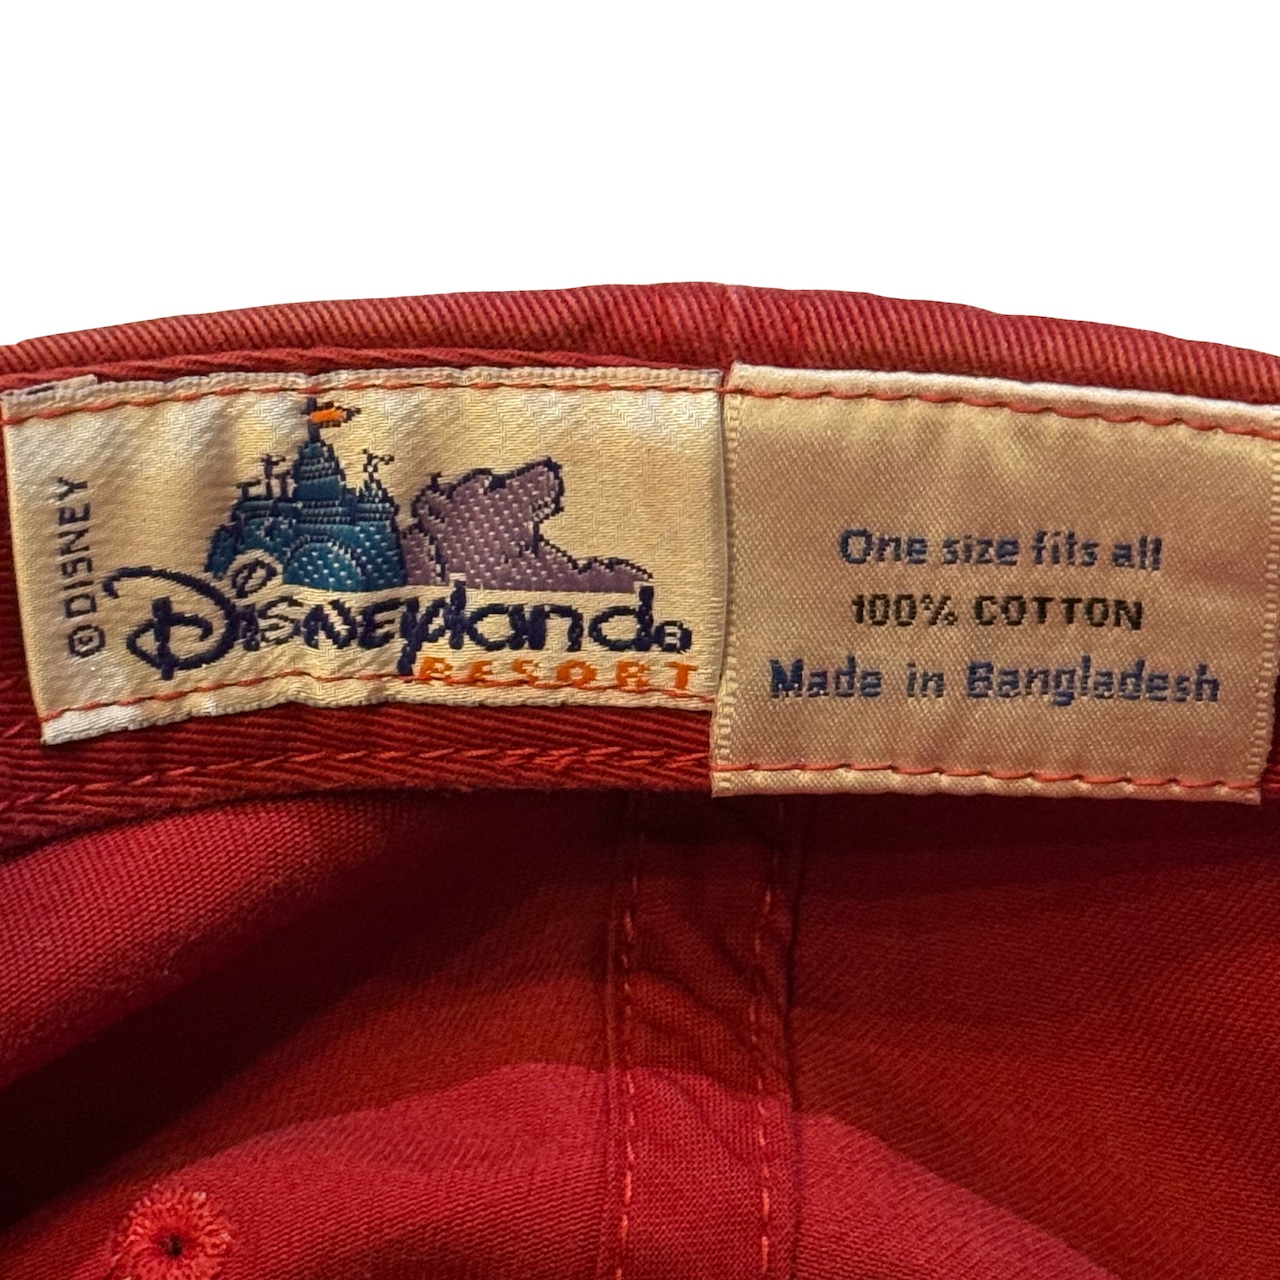 © DISNEY
Disneyland®
RESORT
One size fits all
100% COTTON
Made in Bangladesh